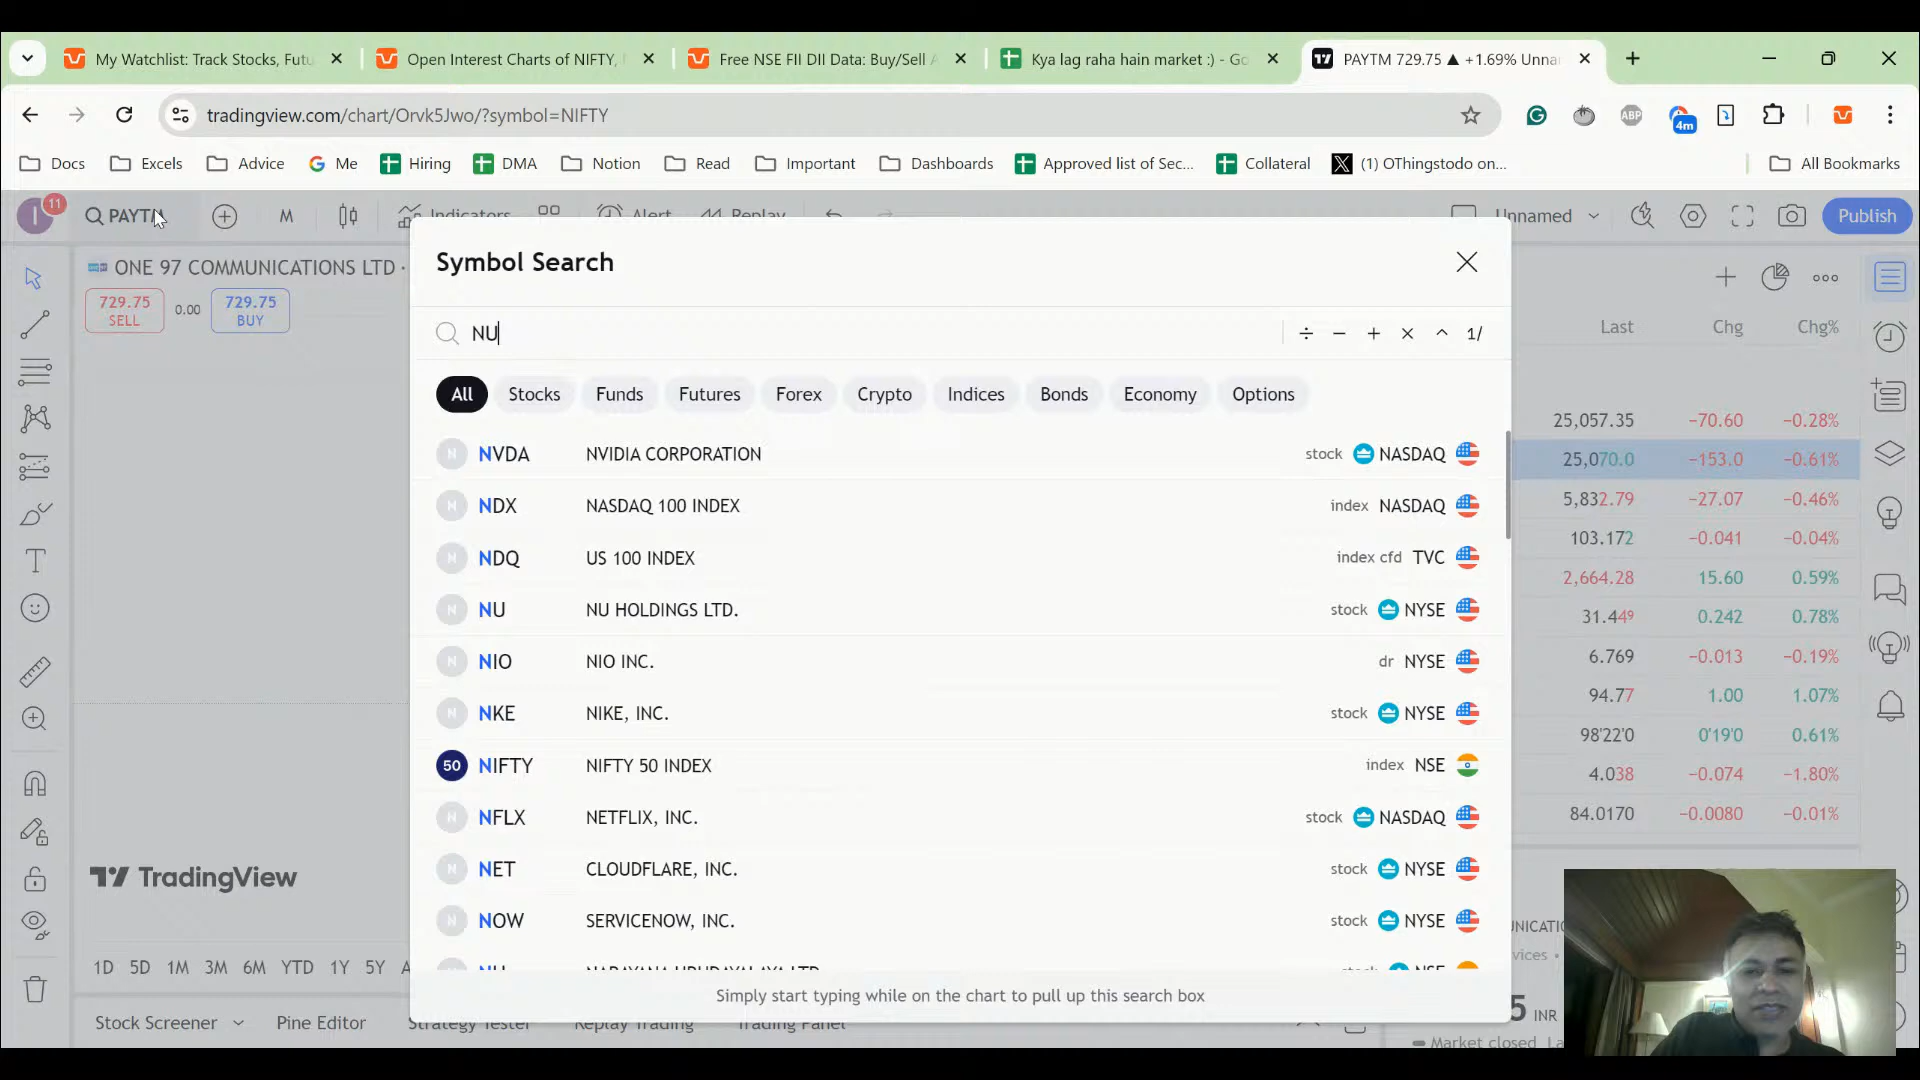 My Watchlist: Track Stocks, Futu
Open Interest Charts of NIFTY,
Free NSE FII DII Data: Buy/Sell A
Kya lag raha hain market :) - Go
PAYTM 729.75 ▲ +1.69% Unna
tradingview.com/chart/Orvk5Jwo/?symbol=NIFTY
ABP
4m
Docs
Excels
Advice
Me
Hiring
DMA
Notion
Read
Important
Dashboards
Approved list of Sec...
Collateral
(1) OThingstodo on...
All Bookmarks
I
11
PAYTM
M
Indicators
Alert
Replay
Unnamed
Publish
ONE 97 COMMUNICATIONS LTD ·
729.75
SELL
0.00
729.75
BUY
Symbol Search
NU
÷ − + × ^ 1/
All
Stocks
Funds
Futures
Forex
Crypto
Indices
Bonds
Economy
Options
N NVDA NVIDIA CORPORATION stock NASDAQ
N NDX NASDAQ 100 INDEX index NASDAQ
N NDQ US 100 INDEX index cfd TVC
N NU NU HOLDINGS LTD. stock NYSE
N NIO NIO INC. dr NYSE
N NKE NIKE, INC. stock NYSE
50 NIFTY NIFTY 50 INDEX index NSE
N NFLX NETFLIX, INC. stock NASDAQ
N NET CLOUDFLARE, INC. stock NYSE
N NOW SERVICENOW, INC. stock NYSE
Simply start typing while on the chart to pull up this search box
Last Chg Chg%
25,057.35 −70.60 −0.28%
25,070.0 −153.0 −0.61%
5,832.79 −27.07 −0.46%
103.172 −0.041 −0.04%
2,664.28 15.60 0.59%
31.449 0.242 0.78%
6.769 −0.013 −0.19%
94.77 1.00 1.07%
98'22'0 0'19'0 0.61%
4.038 −0.074 −1.80%
84.0170 −0.0080 −0.01%
TradingView
1D 5D 1M 3M 6M YTD 1Y 5Y A
Stock Screener
Pine Editor
Strategy Tester
Replay Trading
Trading Panel
NICATIO
vices •
5 INR
Market closed